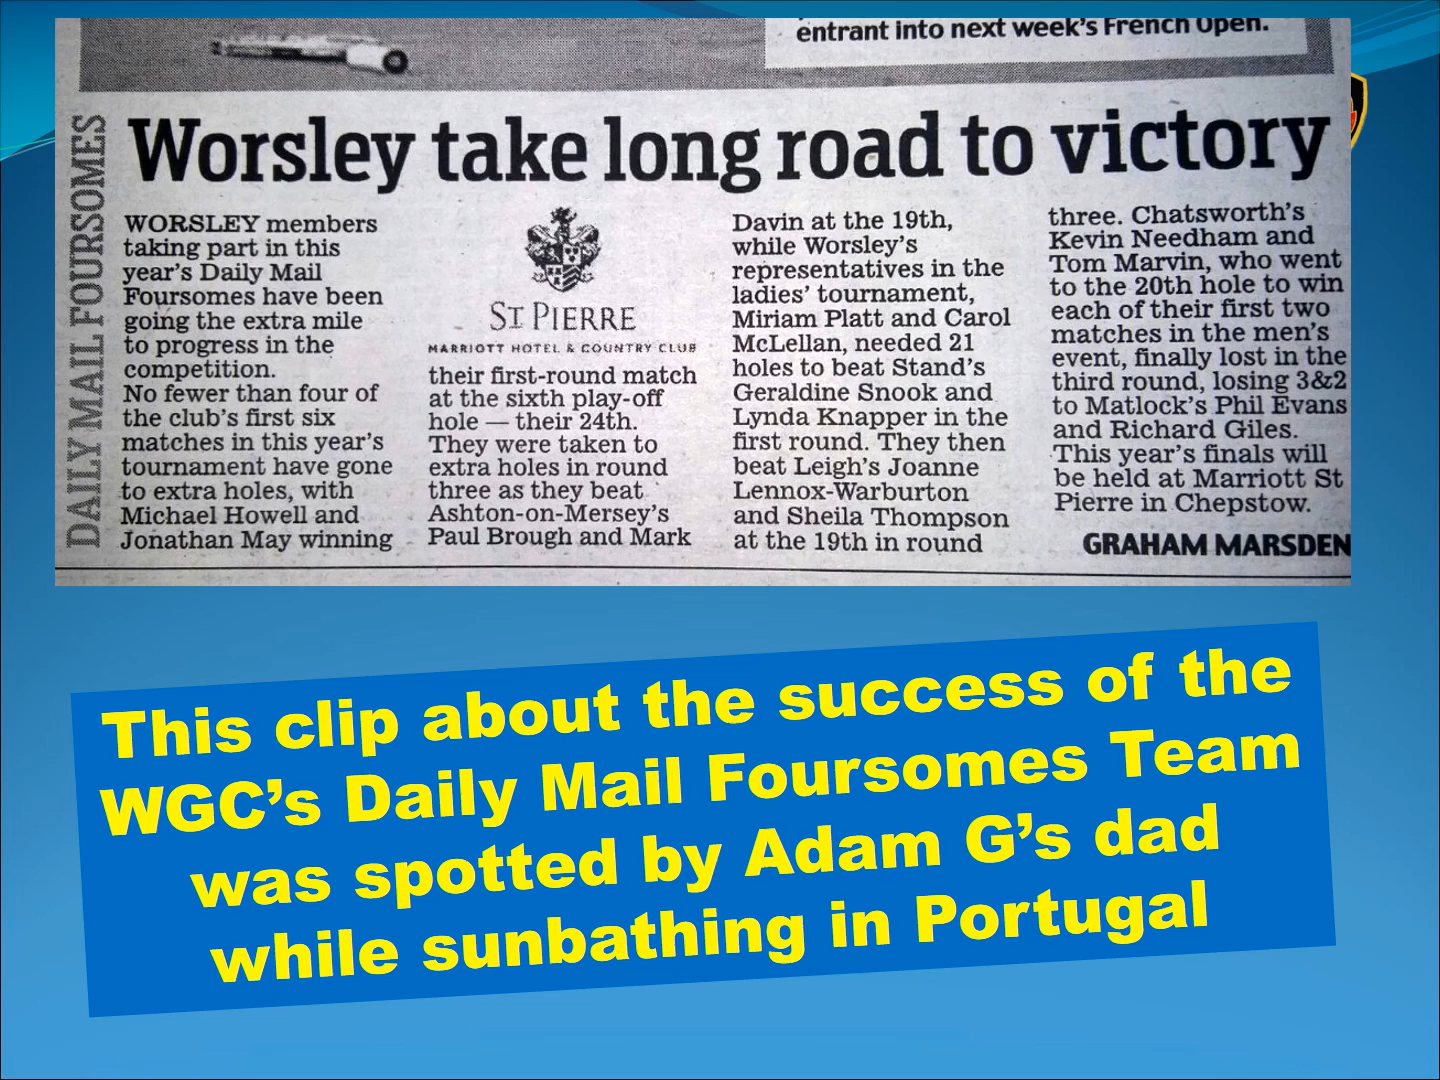 entrant into next week's French Open.
DAILY MAIL FOURSOMES
Worsley take long road to victory
WORSLEY members
taking part in this
year's Daily Mail
Foursomes have been
going the extra mile
to progress in the
competition.
No fewer than four of
the club's first six
matches in this year's
tournament have gone
to extra holes, with
Michael Howell and
Jonathan May winning
ST PIERRE
MARRIOTT HOTEL & COUNTRY CLUB
their first-round match
at the sixth play-off
hole — their 24th.
They were taken to
extra holes in round
three as they beat
Ashton-on-Mersey's
Paul Brough and Mark
Davin at the 19th,
while Worsley's
representatives in the
ladies' tournament,
Miriam Platt and Carol
McLellan, needed 21
holes to beat Stand's
Geraldine Snook and
Lynda Knapper in the
first round. They then
beat Leigh's Joanne
Lennox-Warburton
and Sheila Thompson
at the 19th in round
three. Chatsworth's
Kevin Needham and
Tom Marvin, who went
to the 20th hole to win
each of their first two
matches in the men's
event, finally lost in the
third round, losing 3&2
to Matlock's Phil Evans
and Richard Giles.
This year's finals will
be held at Marriott St
Pierre in Chepstow.
GRAHAM MARSDEN
This clip about the success of the
WGC’s Daily Mail Foursomes Team
was spotted by Adam G’s dad
while sunbathing in Portugal